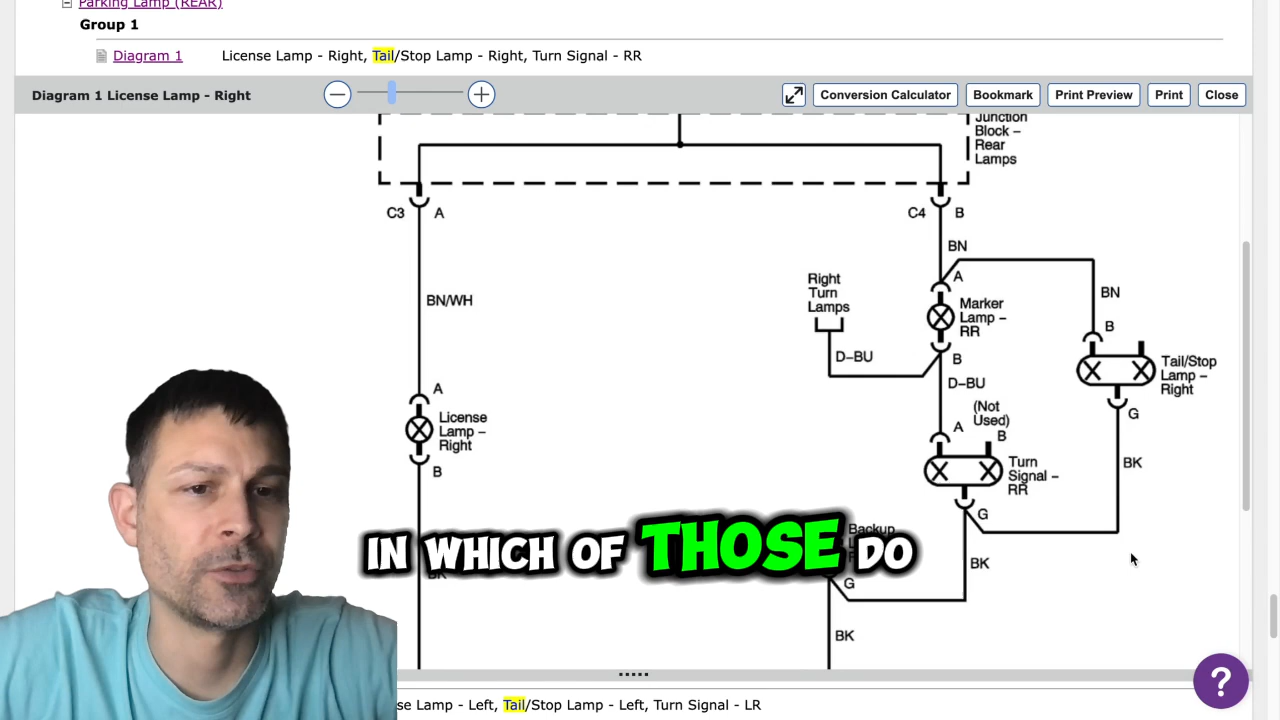 Parking Lamp (REAR)
Group 1
Diagram 1 License Lamp - Right, Tail/Stop Lamp - Right, Turn Signal - RR
Diagram 1 License Lamp - Right
Conversion Calculator
Bookmark
Print Preview
Print
Close
Junction
Block –
Rear
Lamps
C3 A
C4 B
BN
A
Right
Turn
Lamps
BN/WH
Marker
Lamp –
RR
BN
B
D–BU
B
D–BU
Tail/Stop
Lamp –
Right
A
License
Lamp –
Right
B
(Not
Used)
A
B
G
Turn
Signal –
RR
BK
G
IN WHICH OF THOSE DO
Backup
BK
G
BK
BK
?
se Lamp - Left, Tail/Stop Lamp - Left, Turn Signal - LR